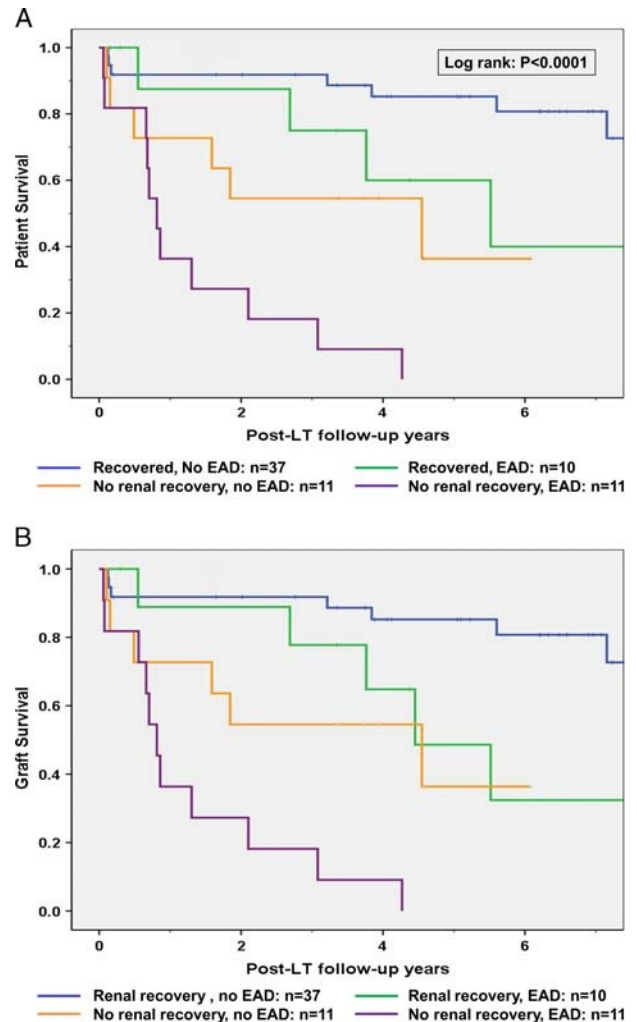 A
Log rank: P<0.0001
Patient Survival
1.0
0.8
0.6
0.4
0.2
0.0
0 2 4 6
Post-LT follow-up years
Recovered, No EAD: n=37 Recovered, EAD: n=10
No renal recovery, no EAD: n=11 No renal recovery, EAD: n=11
B
Graft Survival
1.0
0.8
0.6
0.4
0.2
0.0
0 2 4 6
Post-LT follow-up years
Renal recovery , no EAD: n=37 Renal recovery, EAD: n=10
No renal recovery, no EAD: n=11 No renal recovery, EAD: n=11